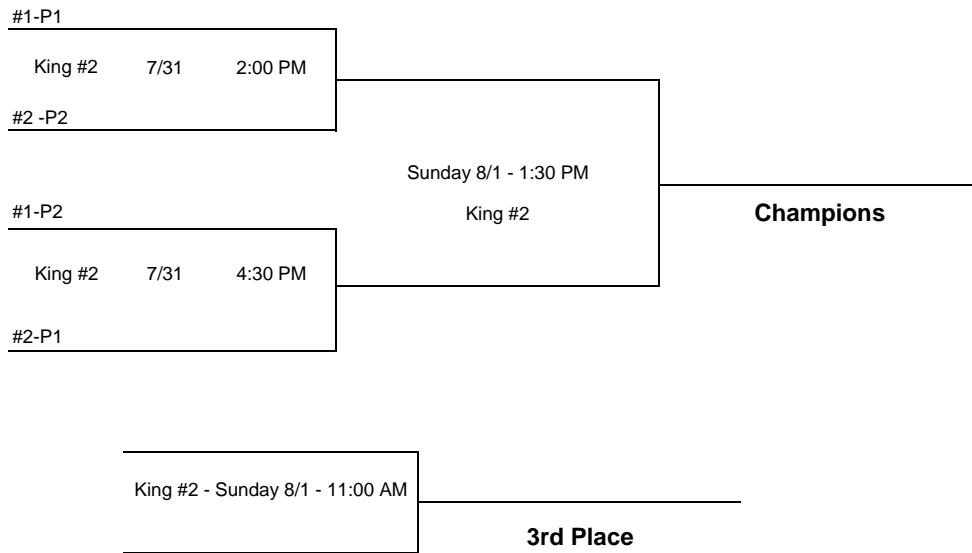 #1-P1
King #2 7/31 2:00 PM
#2 -P2
Sunday 8/1 - 1:30 PM
King #2
Champions
#1-P2
King #2 7/31 4:30 PM
#2-P1
King #2 - Sunday 8/1 - 11:00 AM
3rd Place